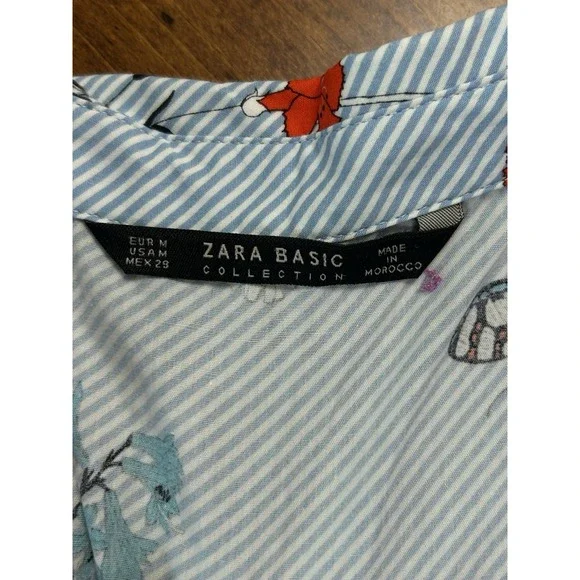 EUR M
USA M
MEX 28
ZARA BASIC
COLLECTION
MADE
IN
MOROCCO